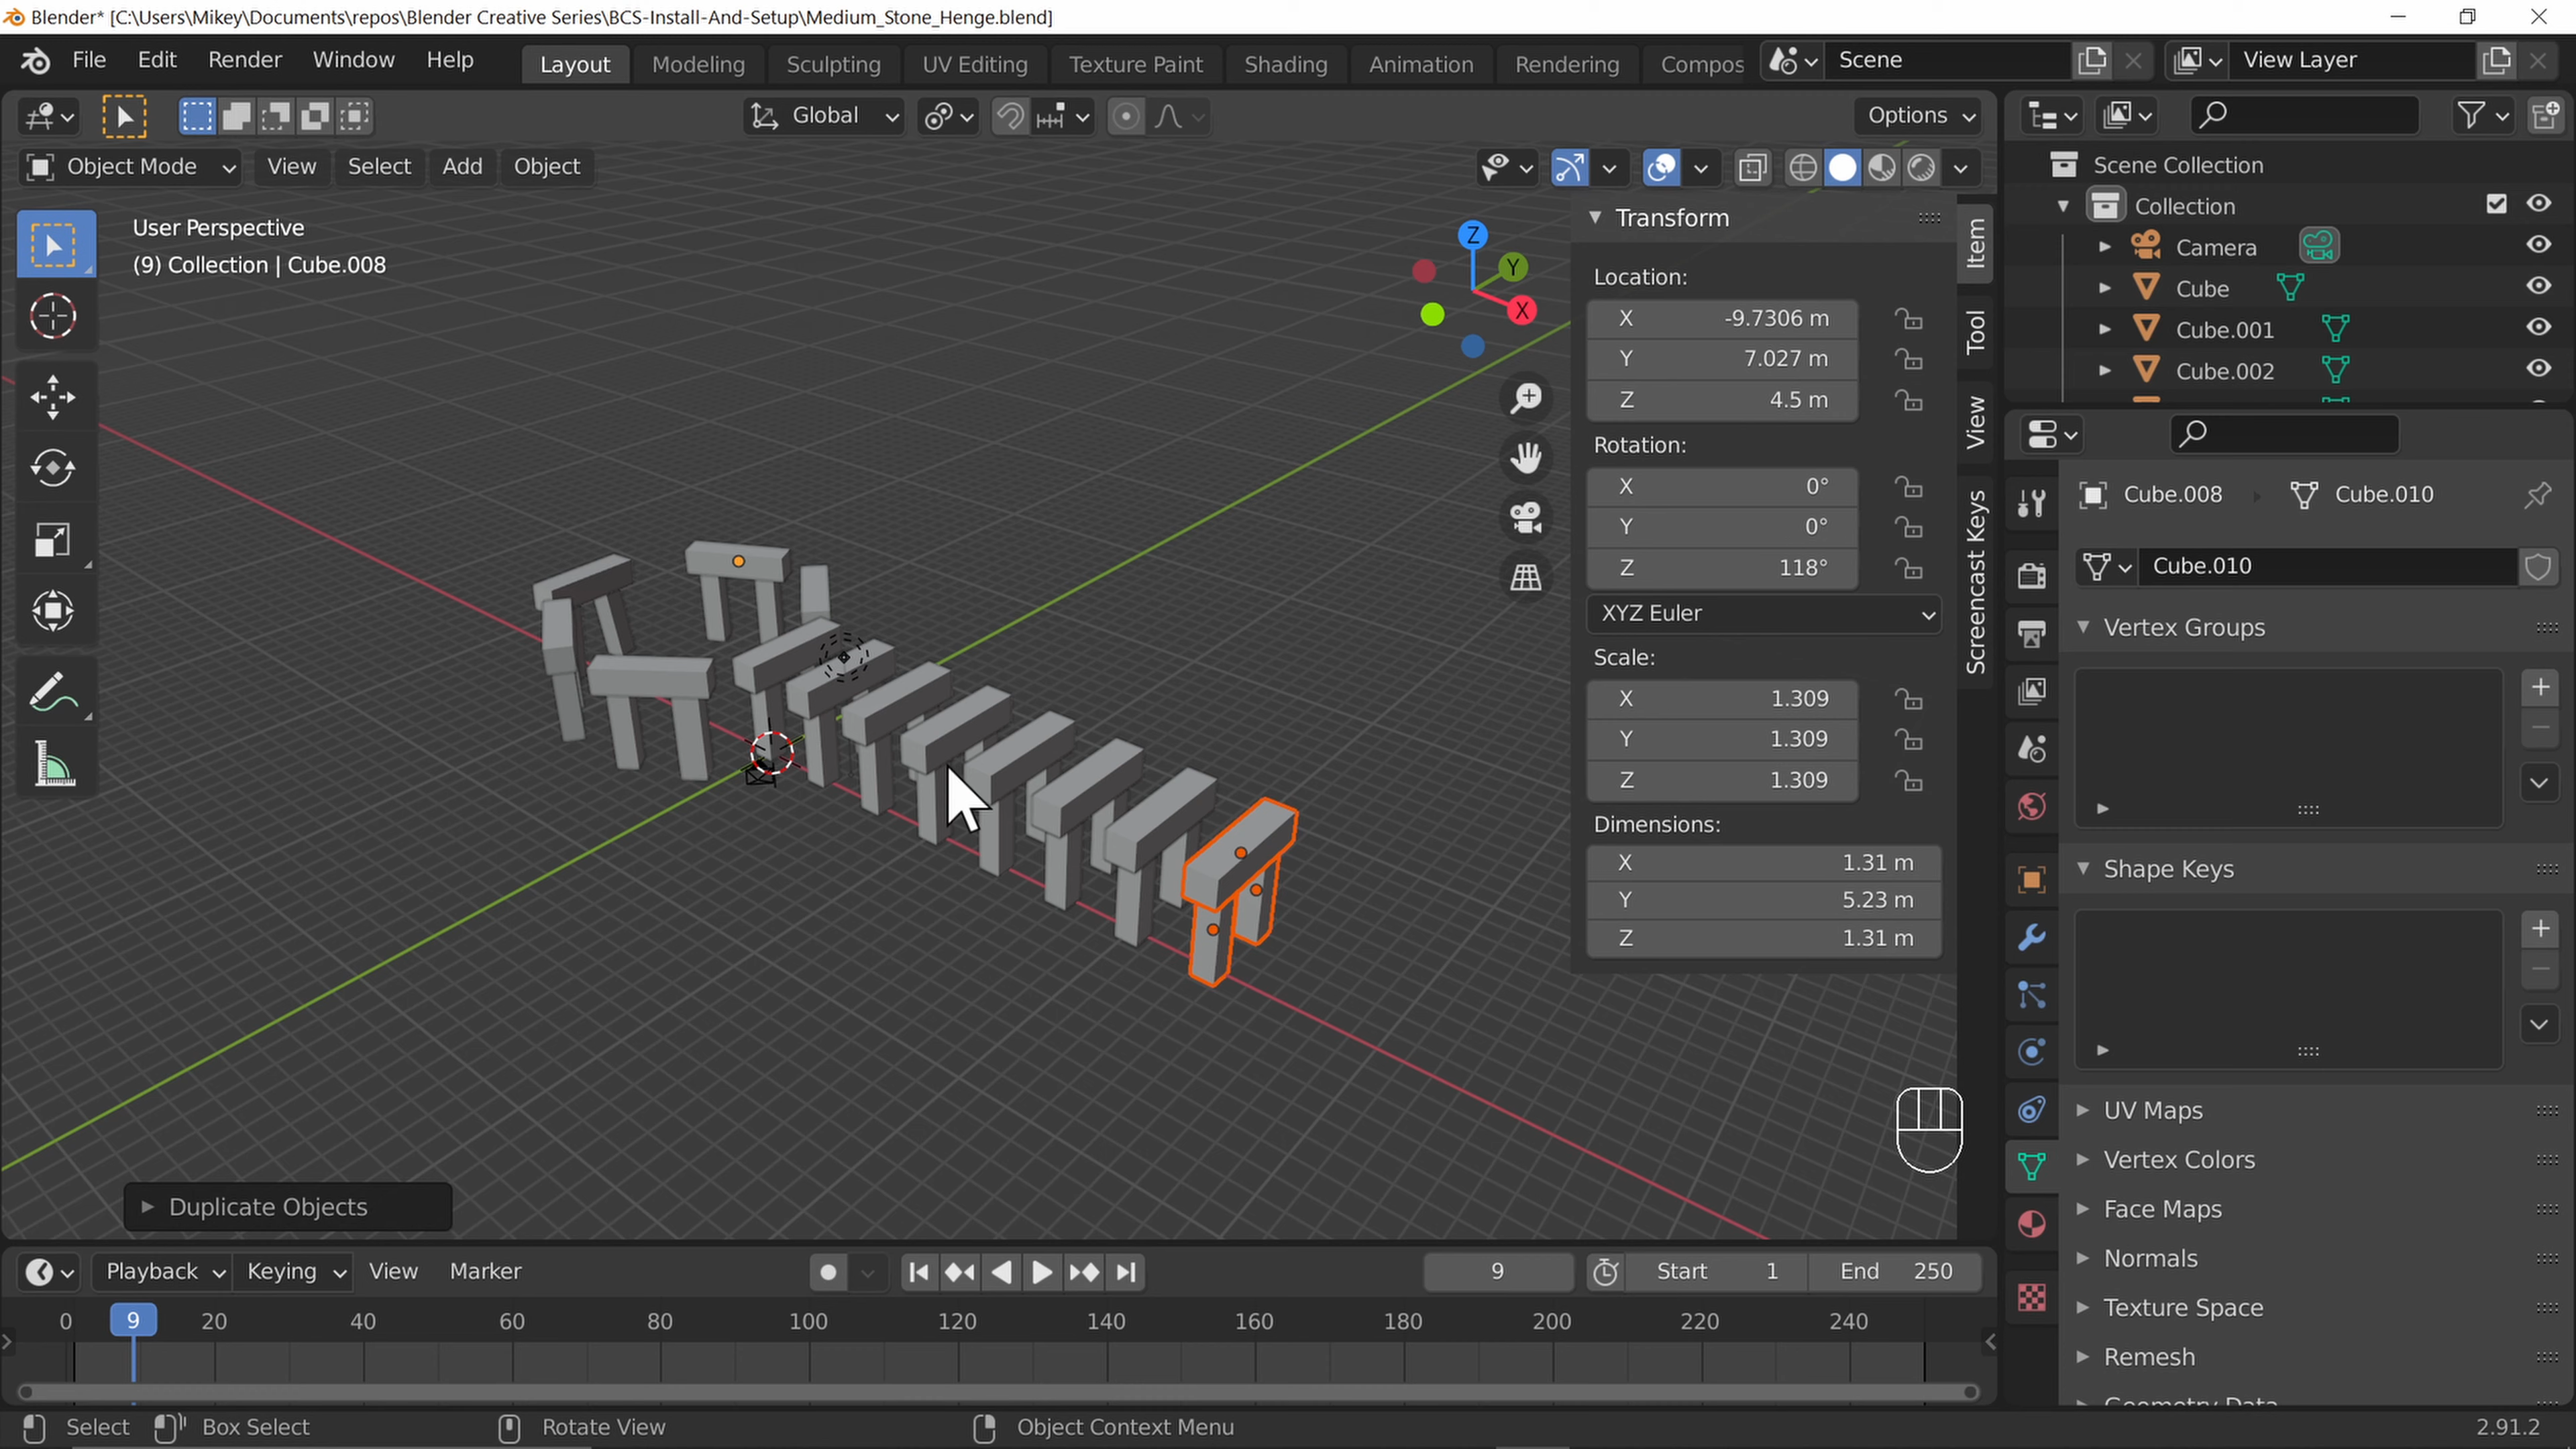 Blender* [C:\Users\Mikey\Documents\repos\Blender Creative Series\BCS-Install-And-Setup\Medium_Stone_Henge.blend]
File Edit Render Window Help Layout Modeling Sculpting UV Editing Texture Paint Shading Animation Rendering Compos Scene View Layer
Global Options
Object Mode View Select Add Object
User Perspective
(9) Collection | Cube.008
Z
Y
X
Transform
Location:
X -9.7306 m
Y 7.027 m
Z 4.5 m
Rotation:
X 0°
Y 0°
Z 118°
XYZ Euler
Scale:
X 1.309
Y 1.309
Z 1.309
Dimensions:
X 1.31 m
Y 5.23 m
Z 1.31 m
Item
Tool
View
Screencast Keys
Scene Collection
Collection
Camera
Cube
Cube.001
Cube.002
Cube.008 Cube.010
Cube.010
Vertex Groups
Shape Keys
UV Maps
Vertex Colors
Face Maps
Normals
Texture Space
Remesh
Geometry Data
Duplicate Objects
Playback Keying View Marker 9 Start 1 End 250
0 9 20 40 60 80 100 120 140 160 180 200 220 240
Select Box Select Rotate View Object Context Menu 2.91.2